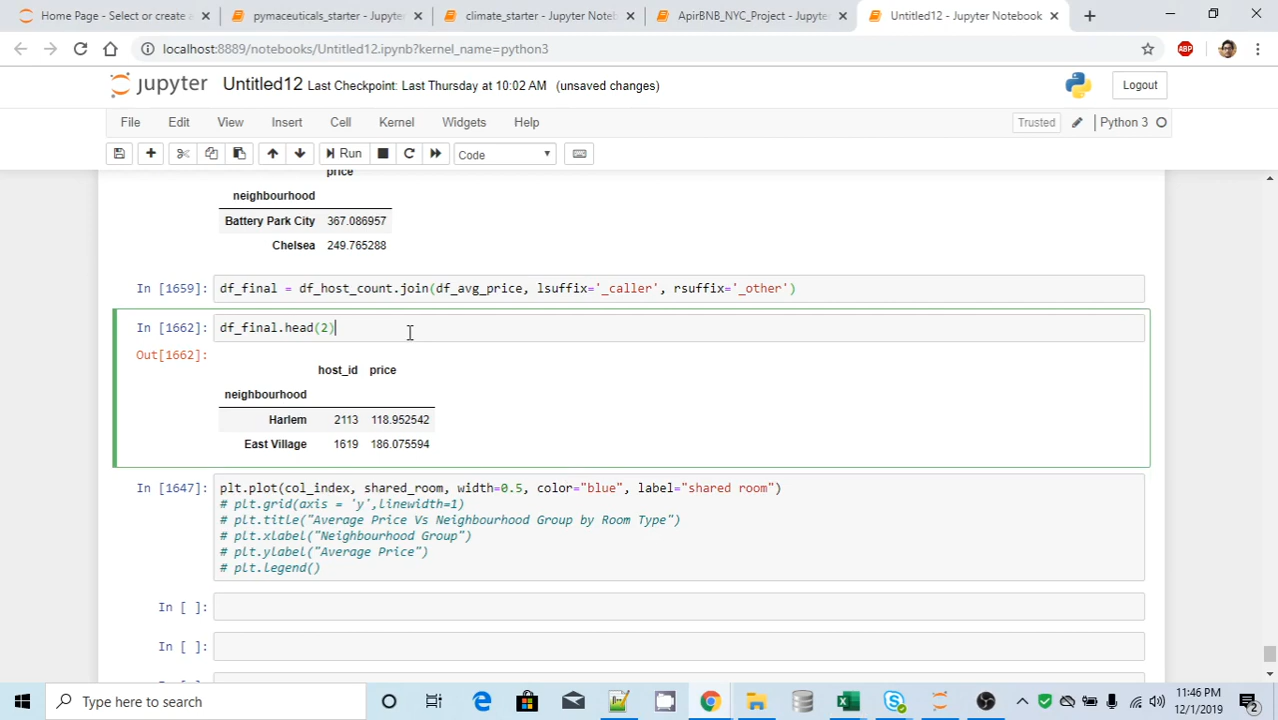 Home Page - Select or create a
pymaceuticals_starter - Jupyter
climate_starter - Jupyter Noteb
ApirBNB_NYC_Project - Jupyter
Untitled12 - Jupyter Notebook
localhost:8889/notebooks/Untitled12.ipynb?kernel_name=python3
ABP
jupyter Untitled12 Last Checkpoint: Last Thursday at 10:02 AM (unsaved changes)
Logout
File Edit View Insert Cell Kernel Widgets Help
Trusted Python 3
Run Code
price
neighbourhood
Battery Park City 367.086957
Chelsea 249.765288
In [1659]: df_final = df_host_count.join(df_avg_price, lsuffix='_caller', rsuffix='_other')
In [1662]: df_final.head(2)
Out[1662]:
host_id price
neighbourhood
Harlem 2113 118.952542
East Village 1619 186.075594
In [1647]: plt.plot(col_index, shared_room, width=0.5, color="blue", label="shared room")
# plt.grid(axis = 'y',linewidth=1)
# plt.title("Average Price Vs Neighbourhood Group by Room Type")
# plt.xlabel("Neighbourhood Group")
# plt.ylabel("Average Price")
# plt.legend()
In [ ]:
In [ ]:
Type here to search
11:46 PM
12/1/2019
2